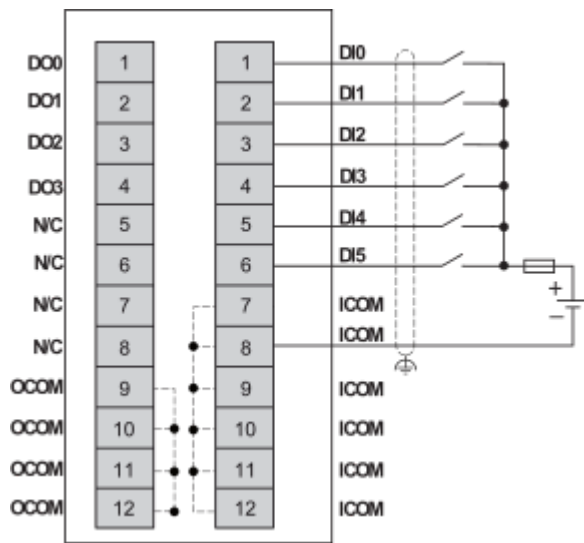 DO0 1 1 DI0
DO1 2 2 DI1
DO2 3 3 DI2
DO3 4 4 DI3
N/C 5 5 DI4
N/C 6 6 DI5
N/C 7 7 ICOM
N/C 8 8 ICOM
OCOM 9 9 ICOM
OCOM 10 10 ICOM
OCOM 11 11 ICOM
OCOM 12 12 ICOM
+
−